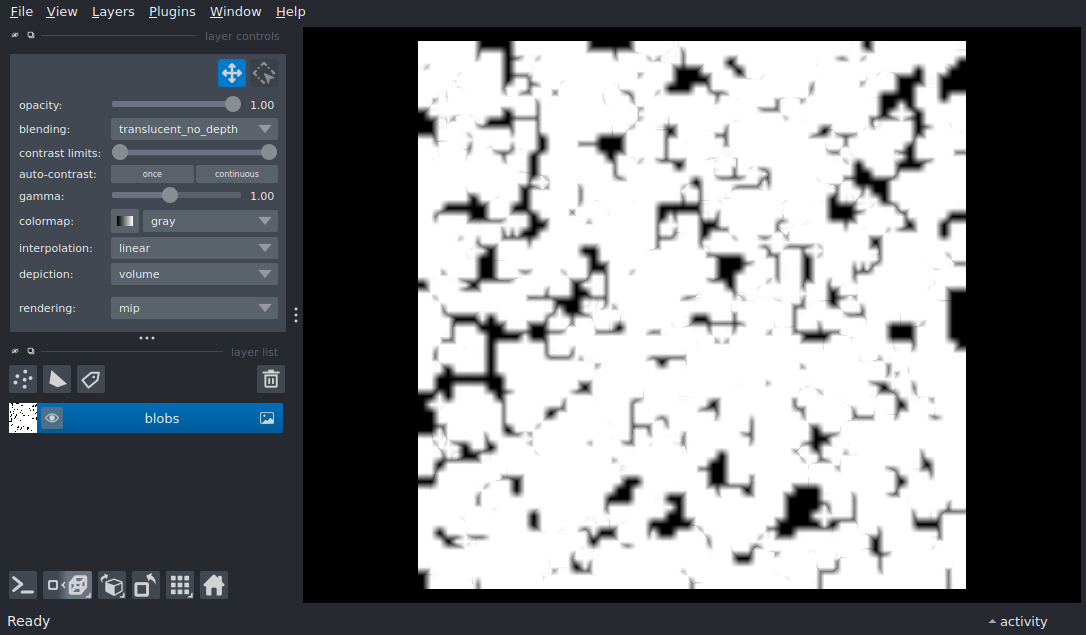 File View Layers Plugins Window Help
layer controls
opacity: 1.00
blending: translucent_no_depth
contrast limits:
auto-contrast: once continuous
gamma: 1.00
colormap: gray
interpolation: linear
depiction: volume
rendering: mip
layer list
blobs
Ready activity